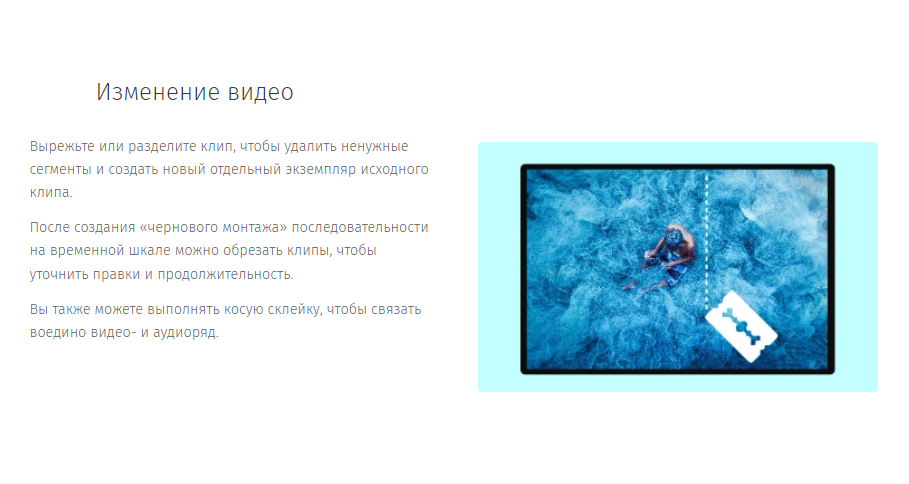 Изменение видео
Вырежьте или разделите клип, чтобы удалить ненужные
сегменты и создать новый отдельный экземпляр исходного
клипа.
После создания «чернового монтажа» последовательности
на временной шкале можно обрезать клипы, чтобы
уточнить правки и продолжительность.
Вы также можете выполнять косую склейку, чтобы связать
воедино видео- и аудиоряд.